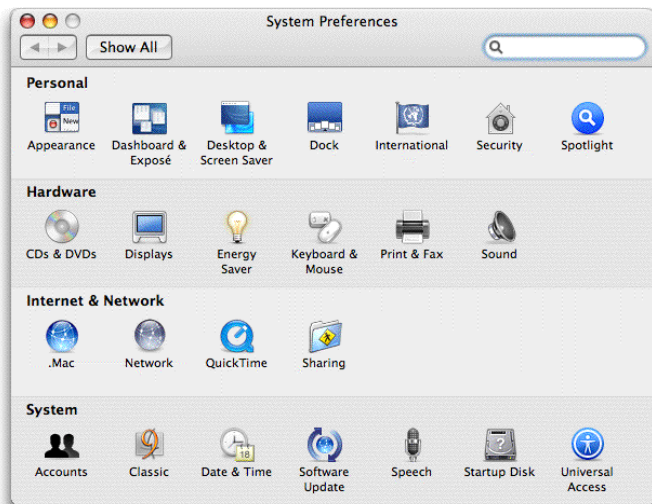 System Preferences
Show All
Personal
File
New
Appearance
Dashboard &
Exposé
Desktop &
Screen Saver
Dock
International
Security
Spotlight
Hardware
CDs & DVDs
Displays
Energy
Saver
Keyboard &
Mouse
Print & Fax
Sound
Internet & Network
.Mac
Network
QuickTime
Sharing
System
18
?
Accounts
Classic
Date & Time
Software
Update
Speech
Startup Disk
Universal
Access